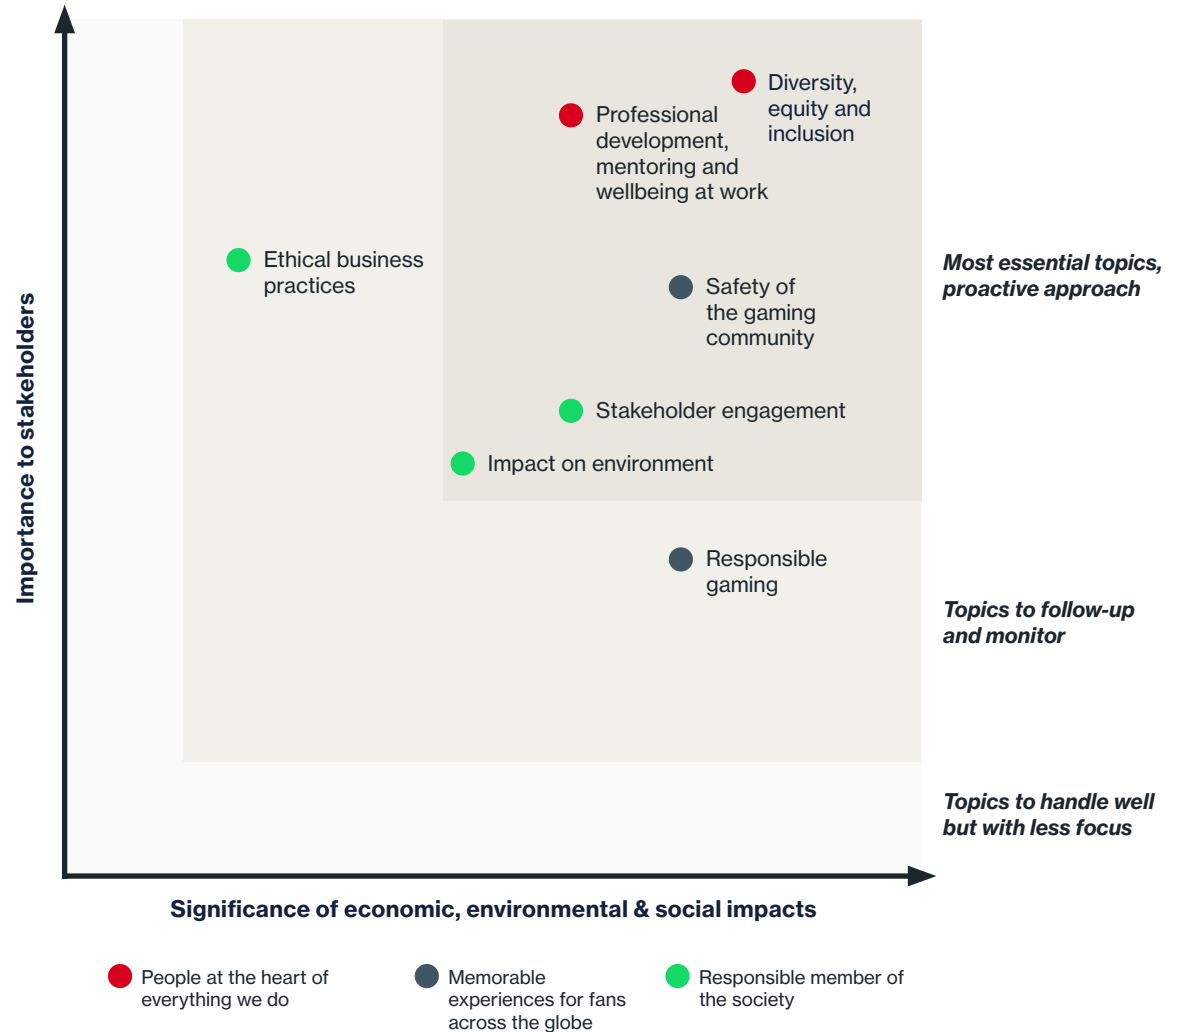 Diversity,
equity and
inclusion
Professional
development,
mentoring and
wellbeing at work
Ethical business
practices
Safety of
the gaming
community
Most essential topics,
proactive approach
Importance to stakeholders
Stakeholder engagement
Impact on environment
Responsible
gaming
Topics to follow-up
and monitor
Topics to handle well
but with less focus
Significance of economic, environmental & social impacts
People at the heart of
everything we do
Memorable
experiences for fans
across the globe
Responsible member of
the society